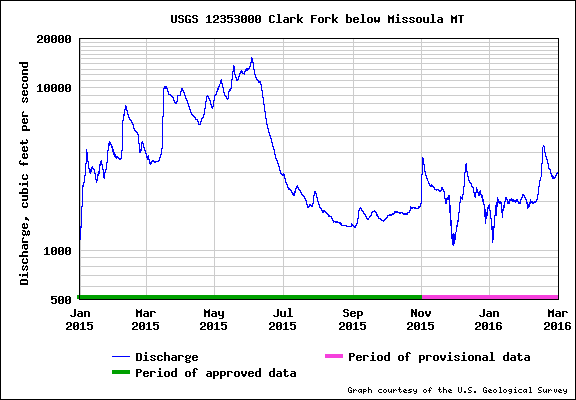 USGS 12353000 Clark Fork below Missoula MT
Discharge, cubic feet per second
20000
10000
1000
500
Jan 2015
Mar 2015
May 2015
Jul 2015
Sep 2015
Nov 2015
Jan 2016
Mar 2016
Discharge
Period of provisional data
Period of approved data
Graph courtesy of the U.S. Geological Survey